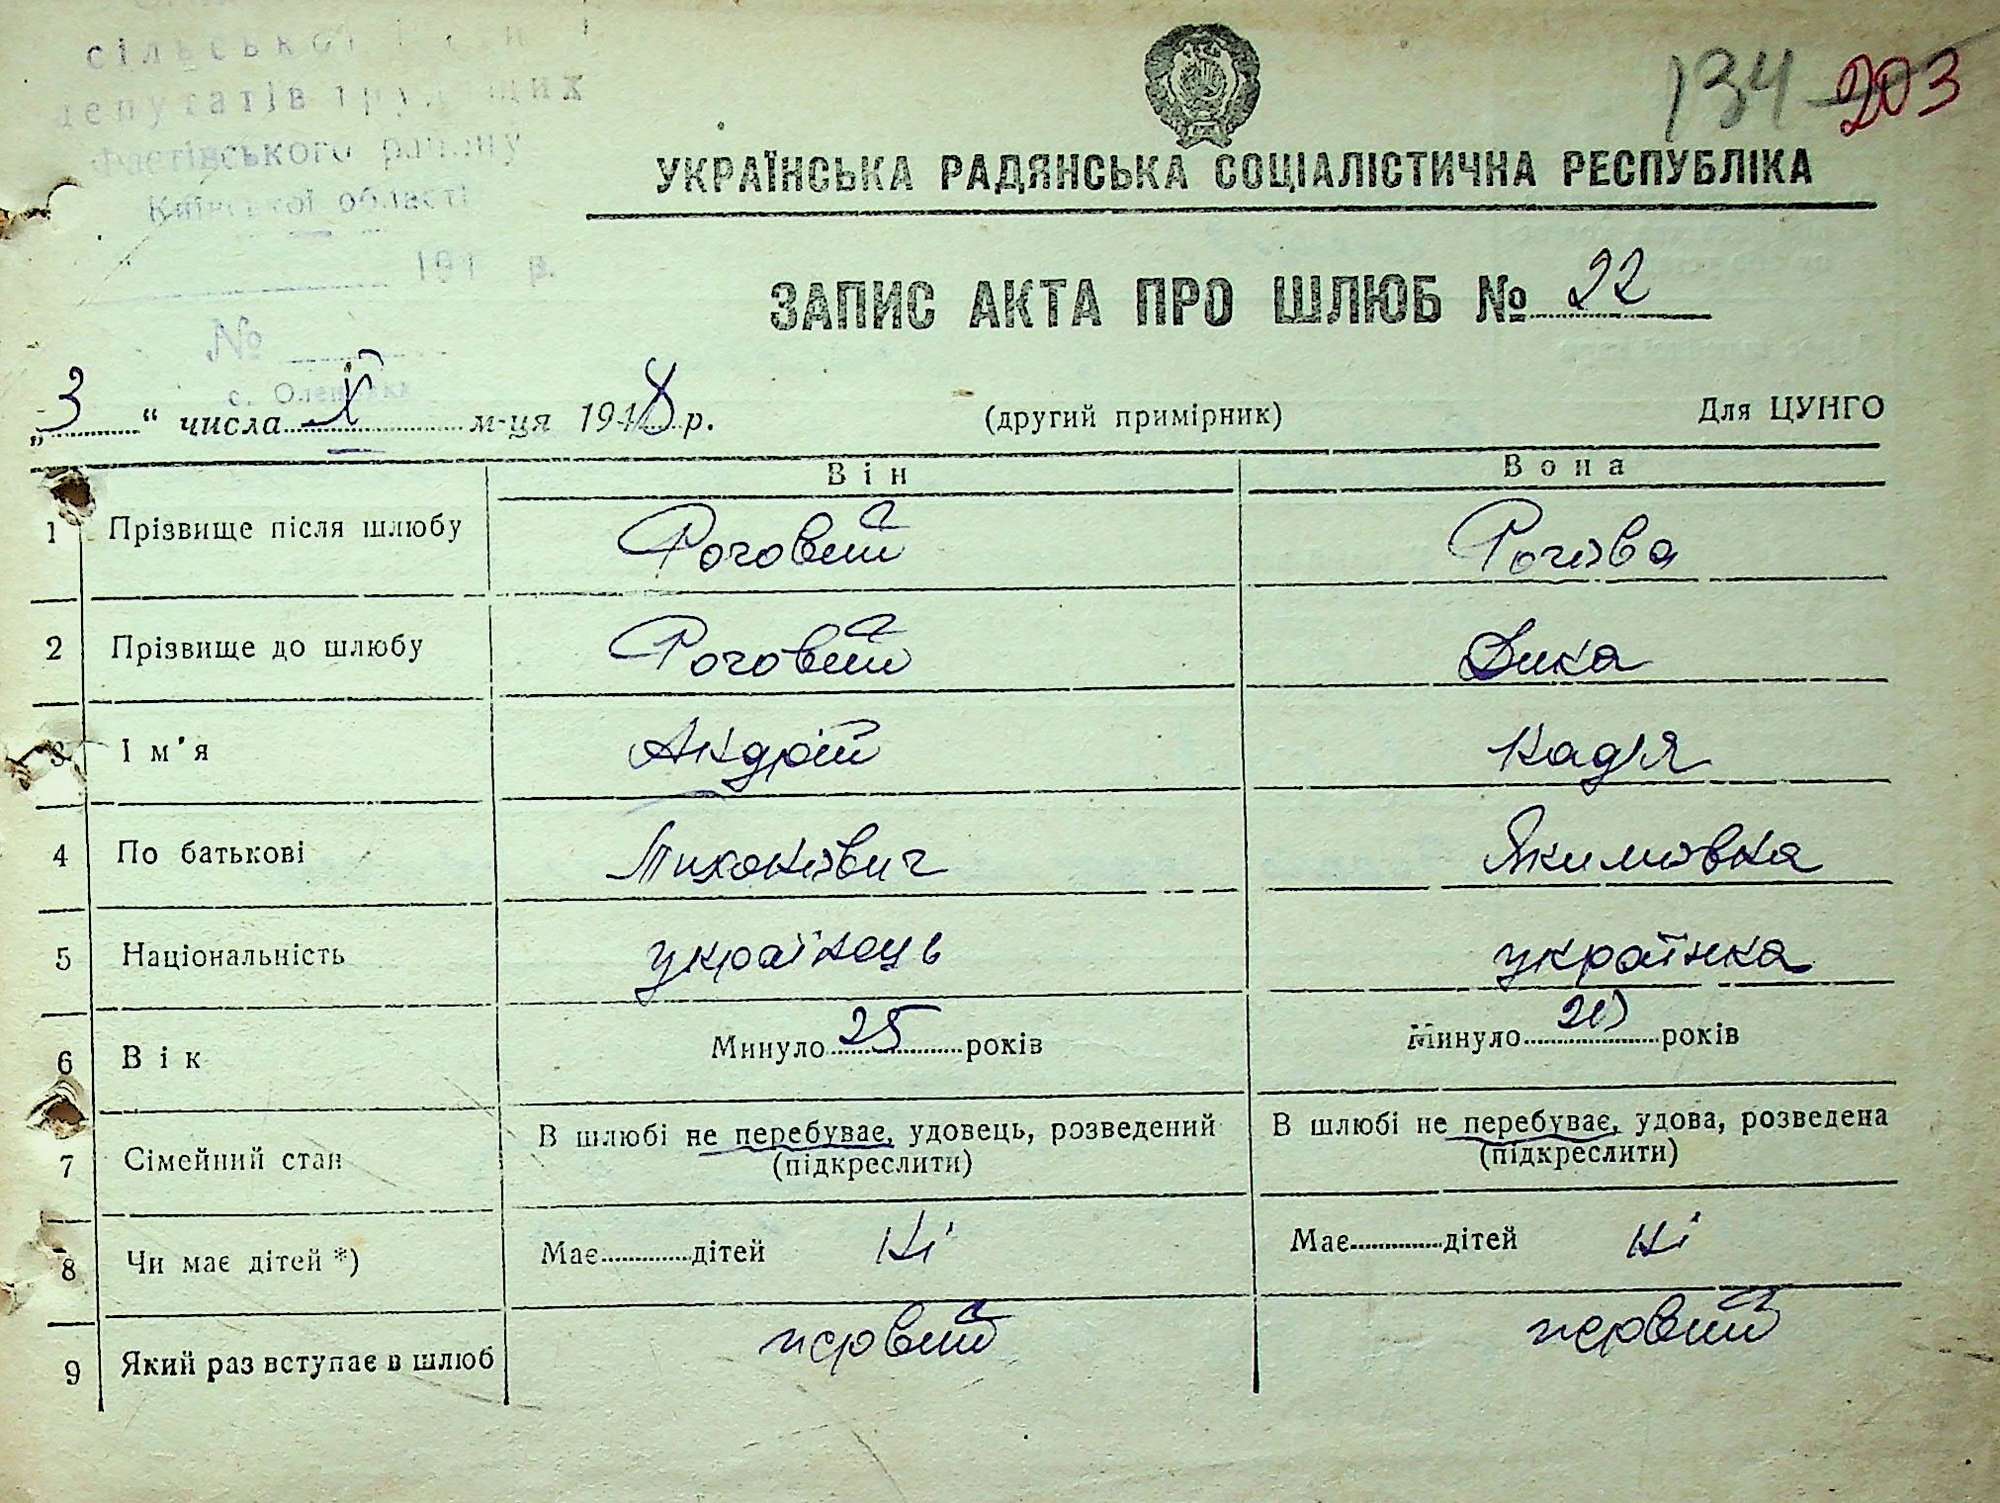 сільської
депутатів трудящих
Фастівського району
Київської області
194 р.
№
с. Оленівка
134 203
УКРАЇНСЬКА РАДЯНСЬКА СОЦІАЛІСТИЧНА РЕСПУБЛІКА
ЗАПИС АКТА ПРО ШЛЮБ № 22
„3“ числа X м-ця 1948 р. (другий примірник) Для ЦУНГО
Він Вона
1 Прізвище після шлюбу Роговий Рогова
2 Прізвище до шлюбу Роговий Дика
3 Ім'я Андрій Надія
4 По батькові Тихонович Якимовна
5 Національність українець українка
6 Вік Минуло 25 років Минуло 20 років
7 Сімейний стан В шлюбі не перебуває, удовець, розведений (підкреслити) В шлюбі не перебуває, удова, розведена (підкреслити)
8 Чи має дітей *) Має дітей ні Має дітей ні
9 Який раз вступає в шлюб первий первий